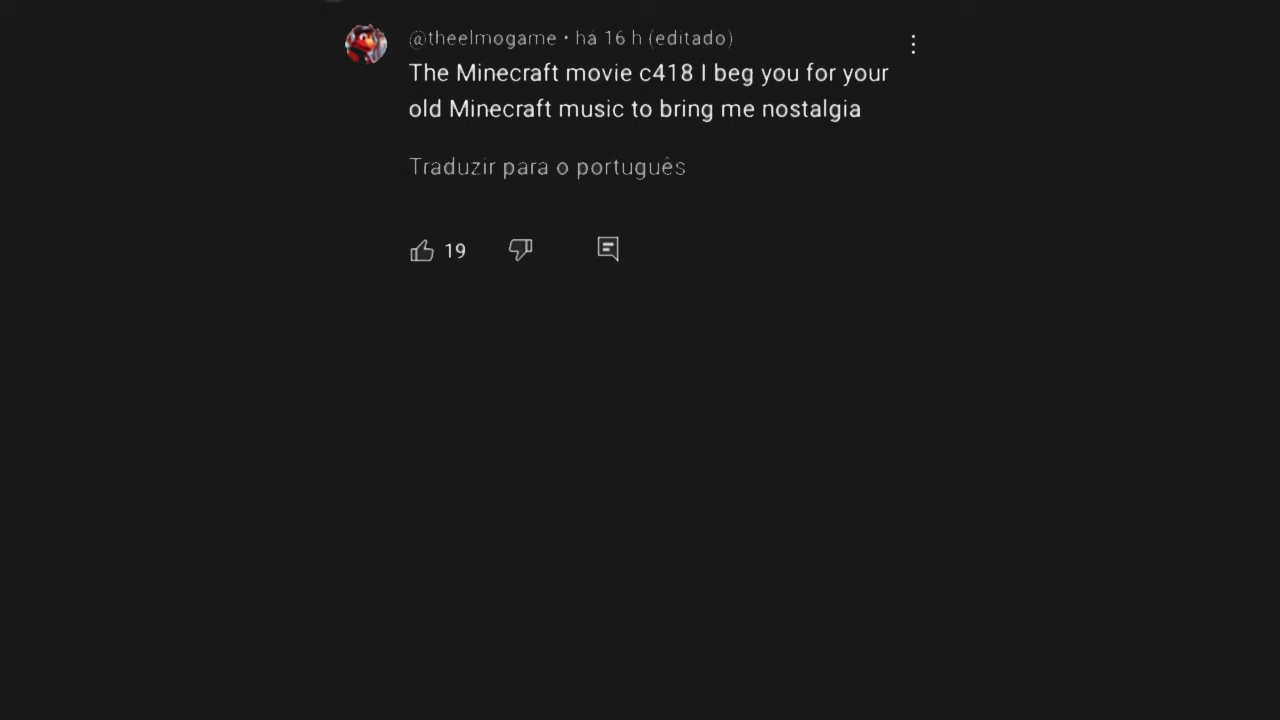 @theelmogame • há 16 h (editado)
The Minecraft movie c418 I beg you for your
old Minecraft music to bring me nostalgia
Traduzir para o português
19